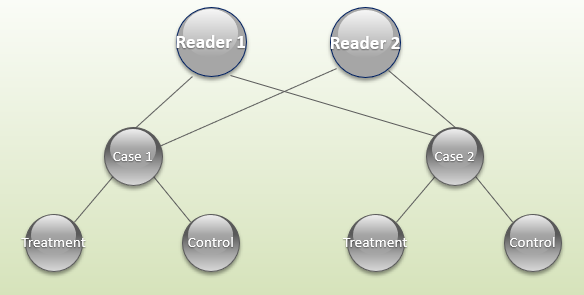 Reader 1
Reader 2
Case 1
Case 2
Treatment
Control
Treatment
Control